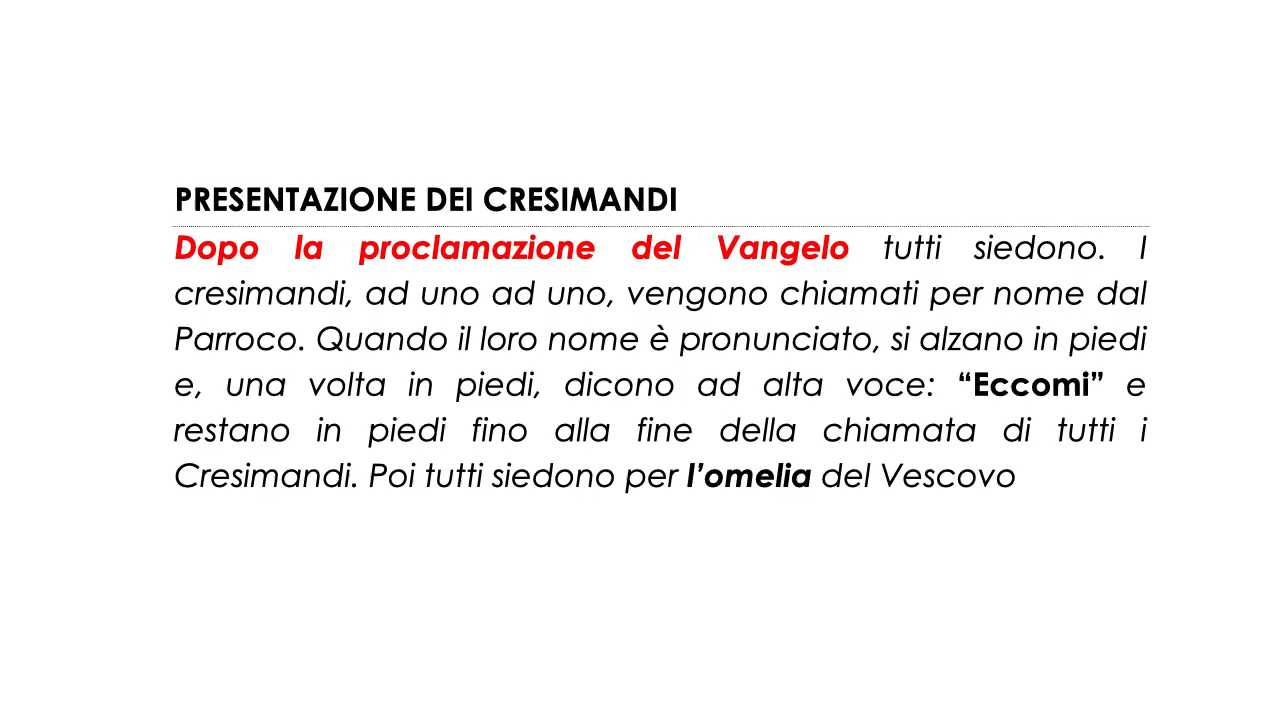 PRESENTAZIONE DEI CRESIMANDI
Dopo la proclamazione del Vangelo tutti siedono. I
cresimandi, ad uno ad uno, vengono chiamati per nome dal
Parroco. Quando il loro nome è pronunciato, si alzano in piedi
e, una volta in piedi, dicono ad alta voce: “Eccomi” e
restano in piedi fino alla fine della chiamata di tutti i
Cresimandi. Poi tutti siedono per l’omelia del Vescovo